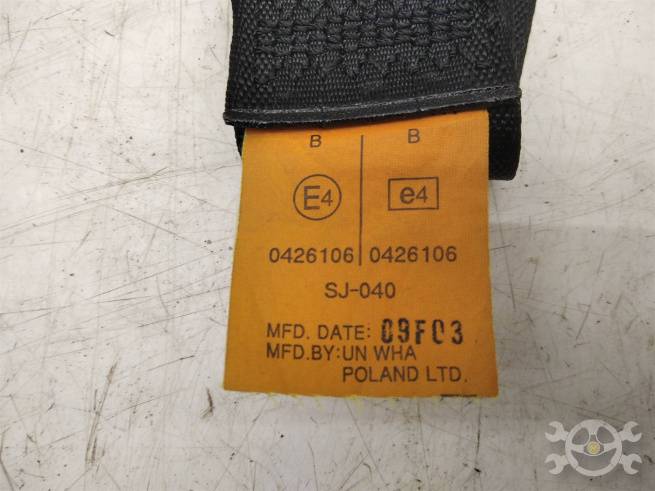 B B
E4 e4
0426106 0426106
SJ-040
MFD. DATE: 09F03
MFD.BY:UN WHA
POLAND LTD.